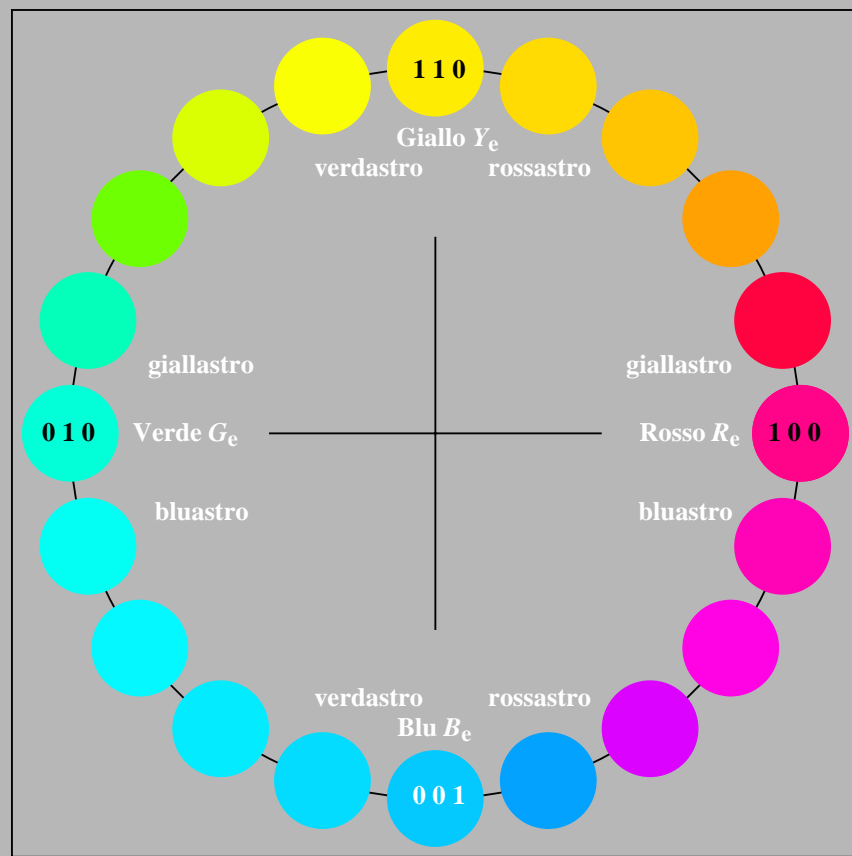 1 1 0
Giallo Yₑ
verdastro rossastro
giallastro giallastro
0 1 0 Verde Gₑ Rosso Rₑ 1 0 0
bluastro bluastro
verdastro rossastro
Blu Bₑ
0 0 1